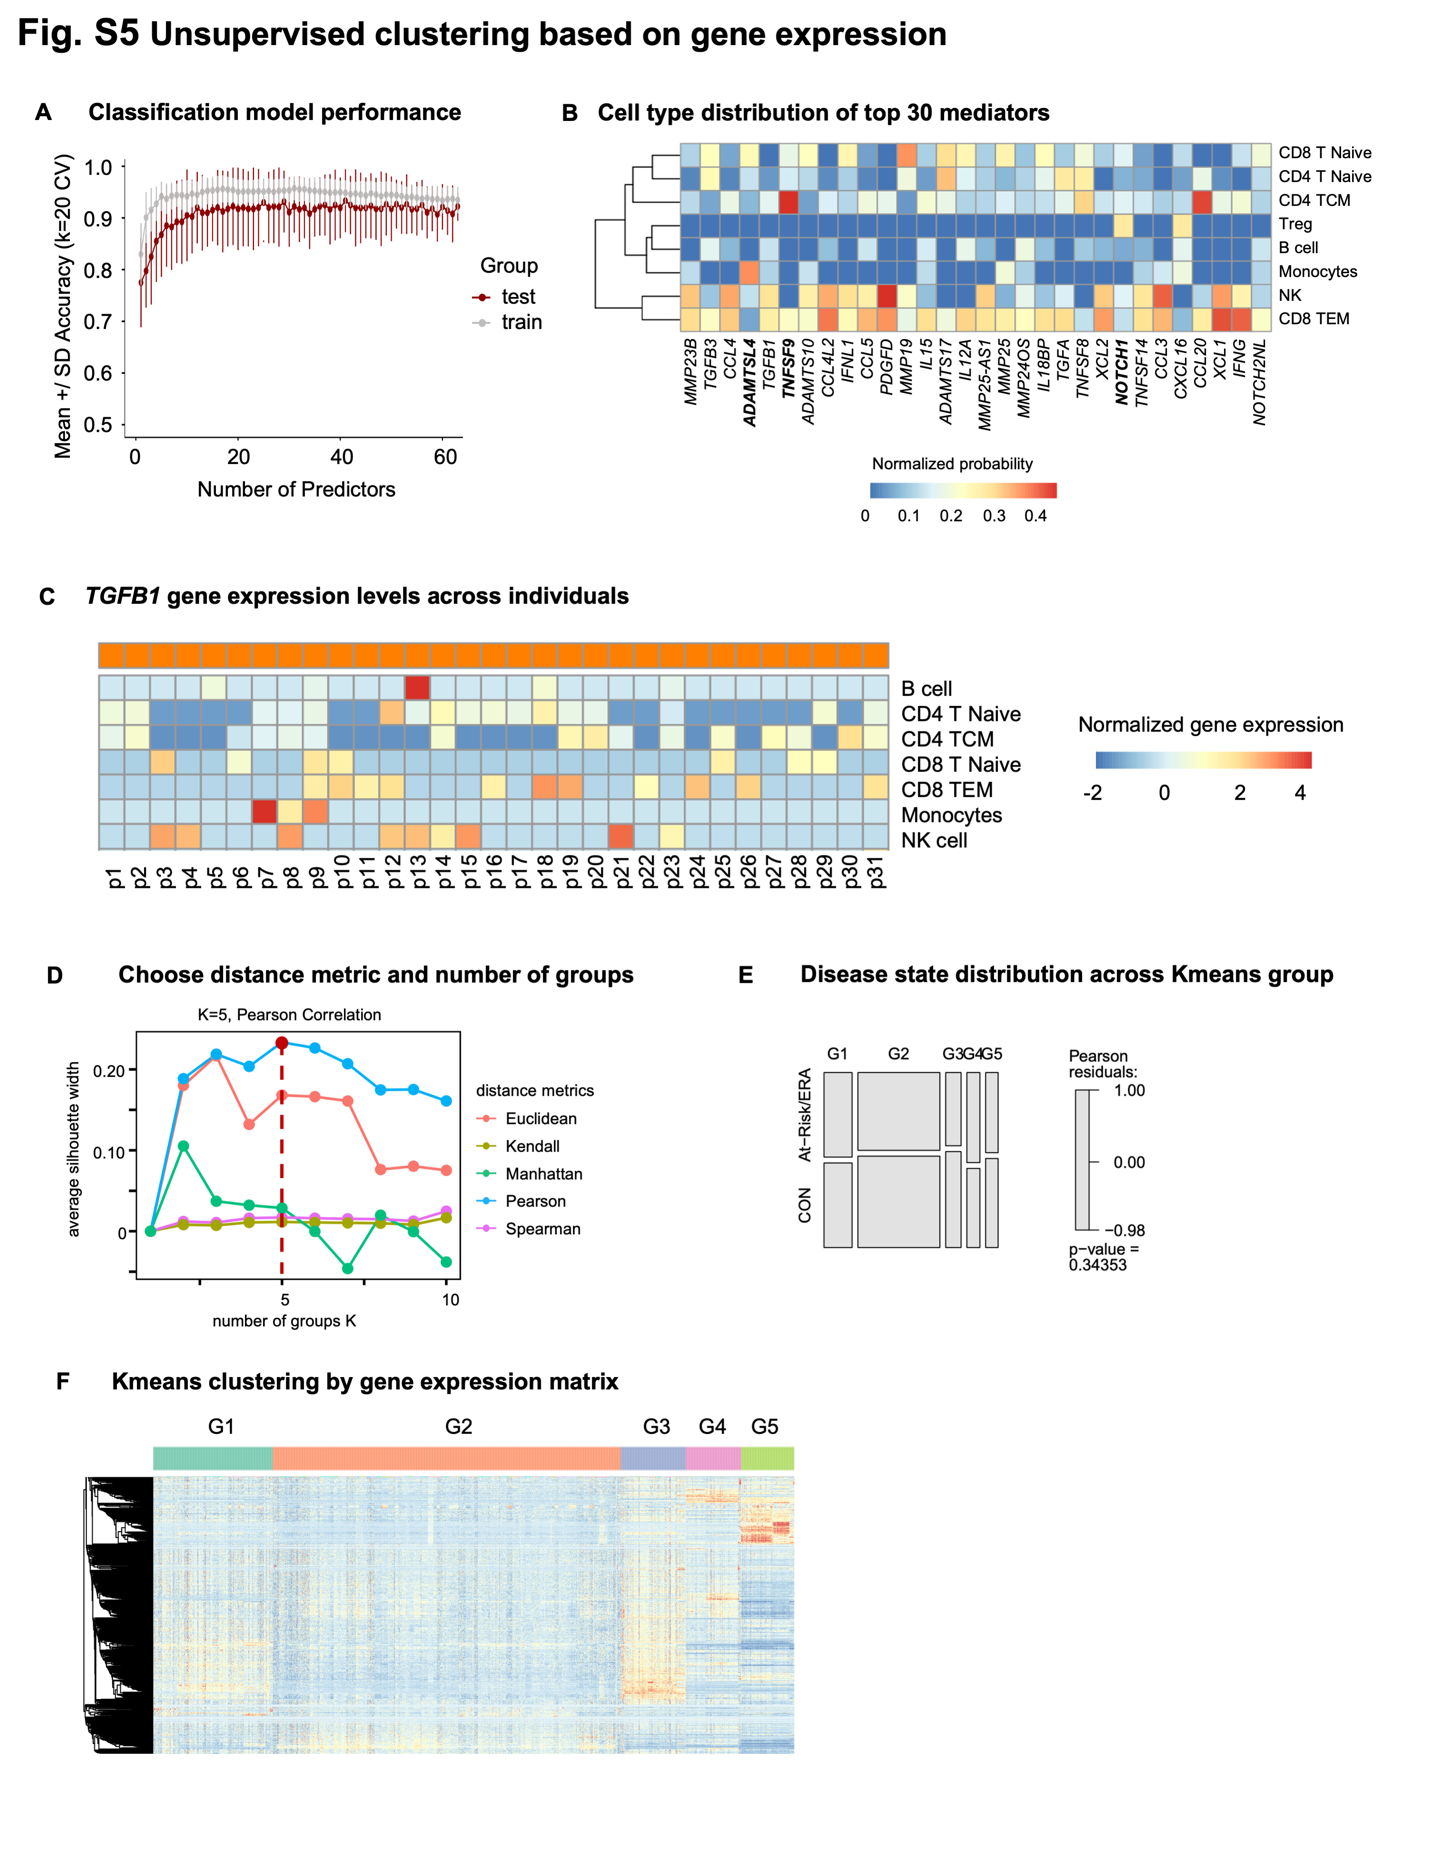 Fig. S5 Unsupervised clustering based on gene expression
A Classification model performance
Mean +/ SD Accuracy (k=20 CV)
1.0
0.9
0.8
0.7
0.6
0.5
0 20 40 60
Number of Predictors
Group
test
train
B Cell type distribution of top 30 mediators
CD8 T Naive
CD4 T Naive
CD4 TCM
Treg
B cell
Monocytes
NK
CD8 TEM
MMP23B
TGFB3
CCL4
ADAMTSL4
TGFB1
TNFSF9
ADAMTS10
CCL4L2
IFNL1
CCL5
PDGFD
MMP19
IL15
ADAMTS17
IL12A
MMP25-AS1
MMP25
MMP24OS
IL18BP
TGFA
TNFSF8
XCL2
NOTCH1
TNFSF14
CCL3
CXCL16
CCL20
XCL1
IFNG
NOTCH2NL
Normalized probability
0 0.1 0.2 0.3 0.4
C TGFB1 gene expression levels across individuals
B cell
CD4 T Naive
CD4 TCM
CD8 T Naive
CD8 TEM
Monocytes
NK cell
p1 p2 p3 p4 p5 p6 p7 p8 p9 p10 p11 p12 p13 p14 p15 p16 p17 p18 p19 p20 p21 p22 p23 p24 p25 p26 p27 p28 p29 p30 p31
Normalized gene expression
-2 0 2 4
D Choose distance metric and number of groups
K=5, Pearson Correlation
average silhouette width
0.20
0.10
0
5 10
number of groups K
distance metrics
Euclidean
Kendall
Manhattan
Pearson
Spearman
E Disease state distribution across Kmeans group
G1 G2 G3 G4 G5
At−Risk/ERA
CON
Pearson
residuals:
1.00
0.00
−0.98
p−value =
0.34353
F Kmeans clustering by gene expression matrix
G1 G2 G3 G4 G5